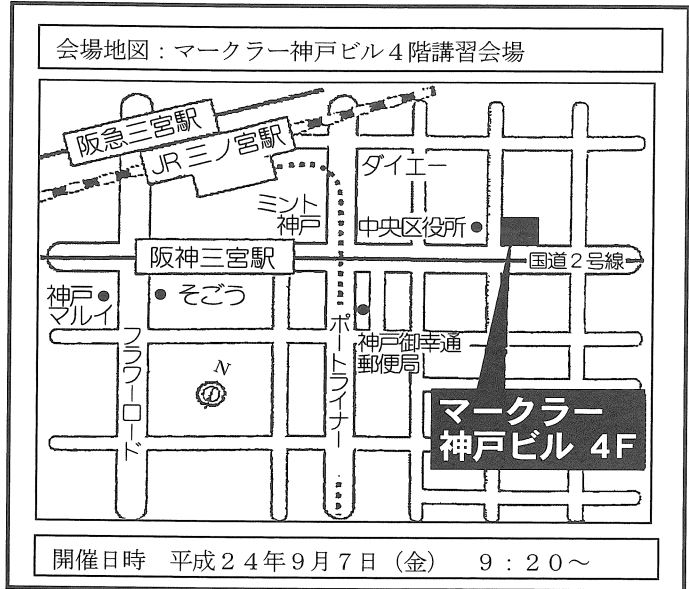 会場地図：マークラー神戸ビル４階講習会場
阪急三宮駅
JR 三ノ宮駅
ダイエー
ミント
神戸
中央区役所
阪神三宮駅
国道２号線
神戸
マルイ
そごう
神戸御幸通
郵便局
フラワーロード
ポートライナー
N
マークラー
神戸ビル 4F
開催日時　平成２４年９月７日（金）　９：２０～